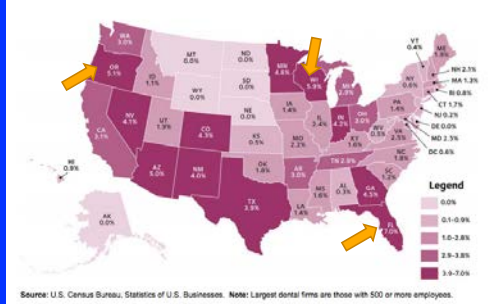 WA
3.0%
OR
5.1%
CA
3.1%
NV
4.1%
ID
1.1%
MT
0.0%
WY
0.0%
UT
1.9%
AZ
5.0%
CO
4.3%
NM
4.0%
ND
0.0%
SD
0.0%
NE
0.0%
KS
0.5%
OK
1.6%
TX
3.9%
MN
4.8%
IA
1.4%
MO
2.2%
AR
3.0%
LA
1.4%
WI
5.9%
IL
2.4%
MI
IN
4.2%
OH
3.0%
KY
1.6%
TN 2.9%
MS
1.6%
AL
0.3%
GA
4.5%
FL
7.0%
SC
1.2%
NC
1.8%
VA
2.5%
WV
PA
1.4%
NY
0.6%
VT
0.4%
ME
NH 2.1%
MA 1.3%
RI 0.8%
CT 1.7%
NJ 0.2%
DE 0.0%
MD 2.5%
DC 0.6%
HI
0.8%
AK
0.0%
Legend
0.0%
0.1–0.9%
1.0–2.8%
2.9–3.8%
3.9–7.0%
Source: U.S. Census Bureau, Statistics of U.S. Businesses. Note: Largest dental firms are those with 500 or more employees.